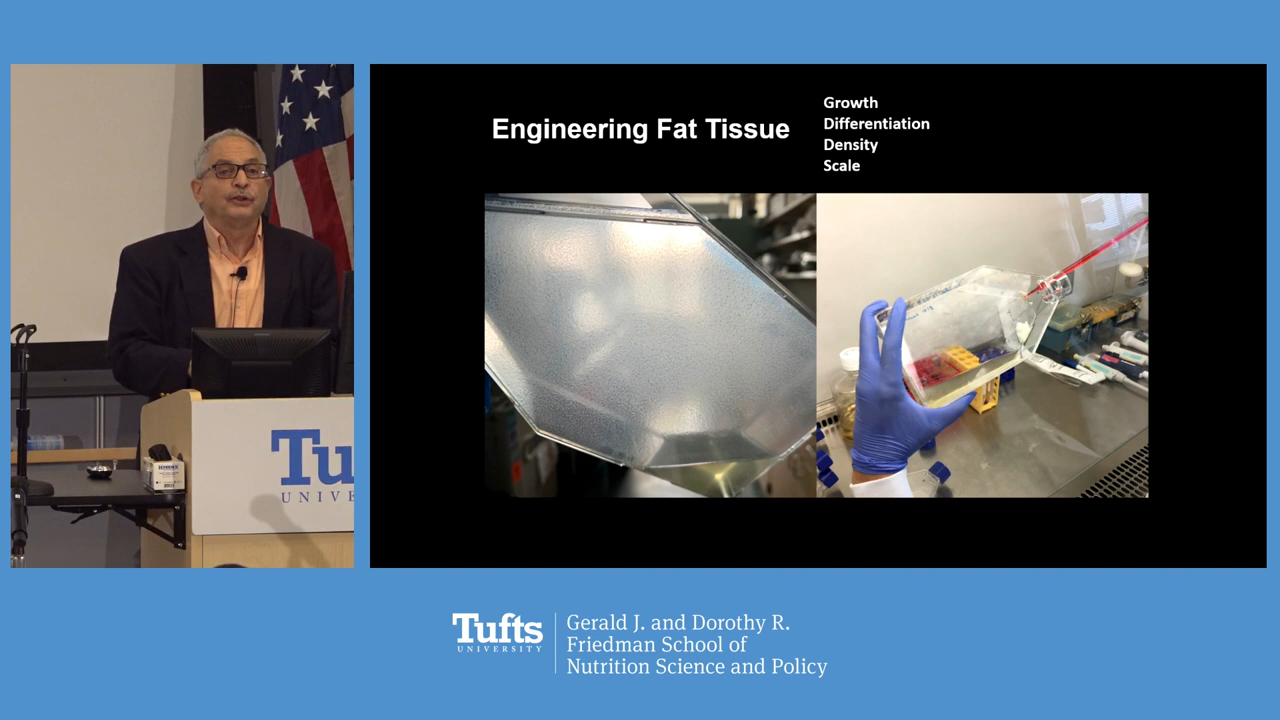 Engineering Fat Tissue
Growth
Differentiation
Density
Scale
Tu
UNIVE
Tufts
UNIVERSITY
Gerald J. and Dorothy R.
Friedman School of
Nutrition Science and Policy